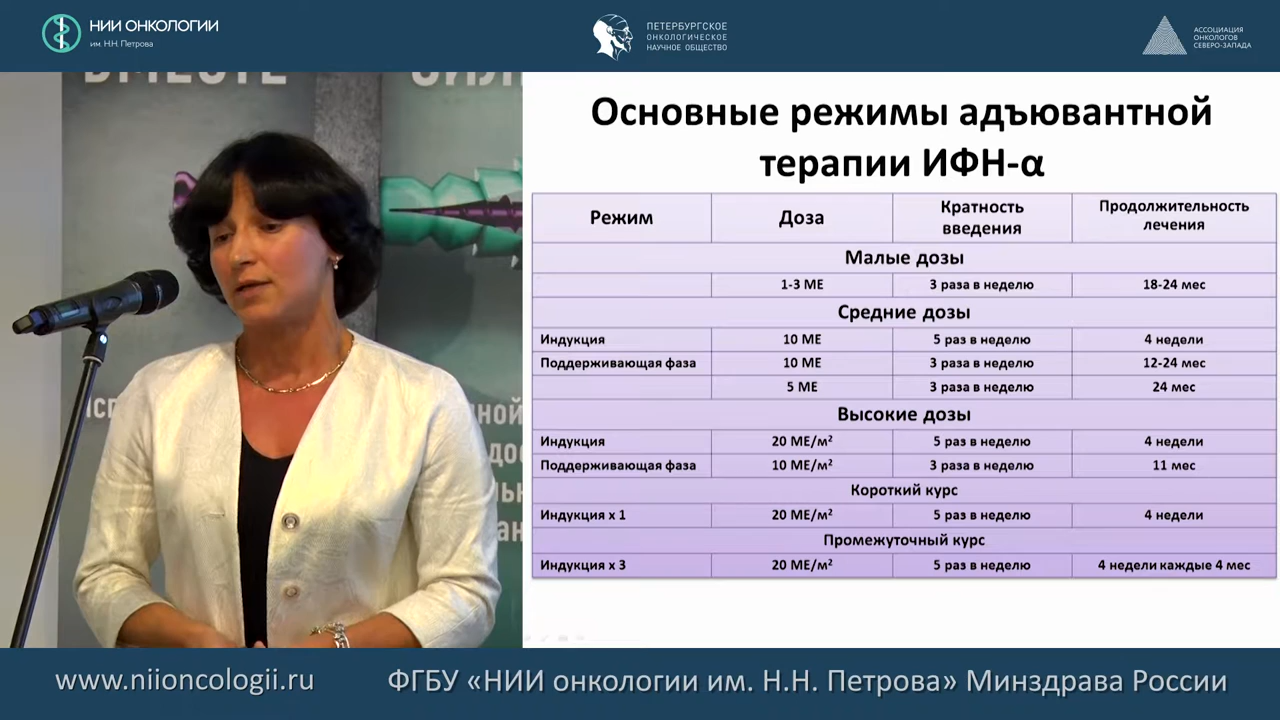 НИИ ОНКОЛОГИИ
им. Н.Н. Петрова
ПЕТЕРБУРГСКОЕ
ОНКОЛОГИЧЕСКОЕ
НАУЧНОЕ ОБЩЕСТВО
АССОЦИАЦИЯ
ОНКОЛОГОВ
СЕВЕРО-ЗАПАДА
ВМЕСТЕ
Основные режимы адъювантной
терапии ИФН-α
Режим Доза Кратность введения Продолжительность лечения
Малые дозы
1-3 МЕ 3 раза в неделю 18-24 мес
Средние дозы
Индукция 10 МЕ 5 раз в неделю 4 недели
Поддерживающая фаза 10 МЕ 3 раза в неделю 12-24 мес
5 МЕ 3 раза в неделю 24 мес
Высокие дозы
Индукция 20 МЕ/м² 5 раз в неделю 4 недели
Поддерживающая фаза 10 МЕ/м² 3 раза в неделю 11 мес
Короткий курс
Индукция x 1 20 МЕ/м² 5 раз в неделю 4 недели
Промежуточный курс
Индукция x 3 20 МЕ/м² 5 раз в неделю 4 недели каждые 4 мес
www.niioncologii.ru ФГБУ «НИИ онкологии им. Н.Н. Петрова» Минздрава России